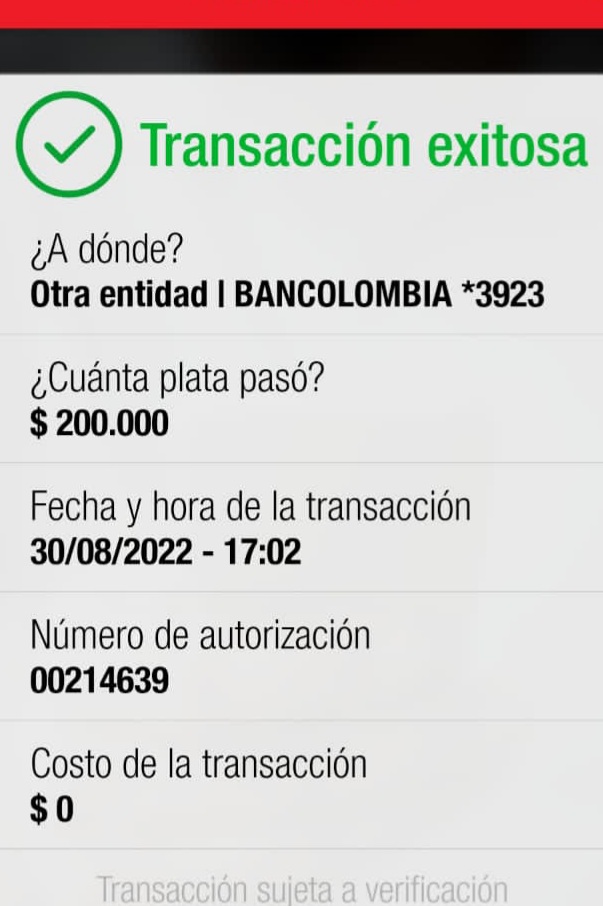 Transacción exitosa
¿A dónde?
Otra entidad | BANCOLOMBIA *3923
¿Cuánta plata pasó?
$ 200.000
Fecha y hora de la transacción
30/08/2022 - 17:02
Número de autorización
00214639
Costo de la transacción
$ 0
Transacción sujeta a verificación